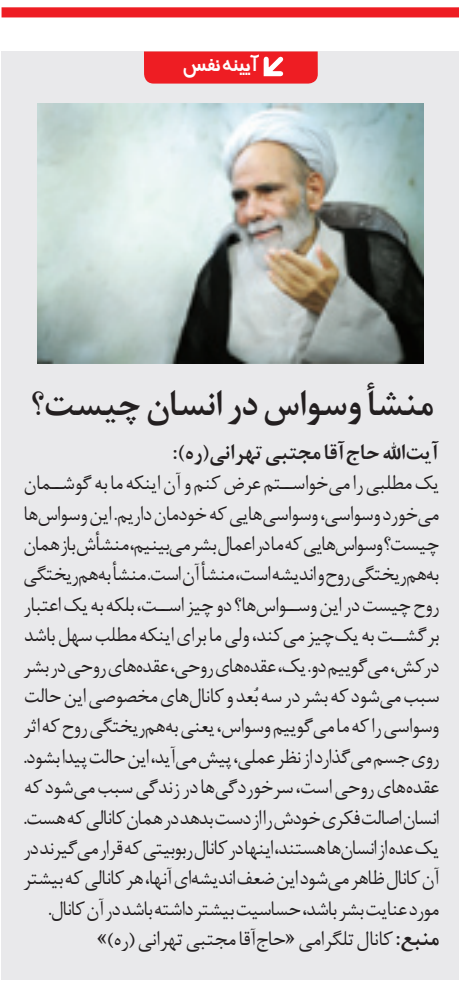 آیینه نفس
منشأ وسواس در انسان چیست؟
آیت‌الله حاج آقا مجتبی تهرانی(ره):
یک مطلبی را می‌خواستم عرض کنم و آن اینکه ما به گوشمان
می‌خورد وسواسی، وسواسی‌هایی که خودمان داریم. این وسواس‌ها
چیست؟ وسواس‌هایی که ما در اعمال بشر می‌بینیم، منشأش باز همان
به‌هم‌ریختگی روح و اندیشه است، منشأ آن است. منشأ به‌هم‌ریختگی
روح چیست در این وسواس‌ها؟ دو چیز است، بلکه به یک اعتبار
برگشت به یک‌چیز می‌کند، ولی ما برای اینکه مطلب سهل باشد
درکش، می‌گوییم دو. یک، عقده‌های روحی، عقده‌های روحی در بشر
سبب می‌شود که بشر در سه بُعد و کانال‌های مخصوصی این حالت
وسواسی را که ما می‌گوییم وسواس، یعنی به‌هم‌ریختگی روح که اثر
روی جسم می‌گذارد از نظر عملی، پیش می‌آید، این حالت پیدا بشود.
عقده‌های روحی است، سرخوردگی‌ها در زندگی سبب می‌شود که
انسان اصالت فکری خودش را از دست بدهد در همان کانالی که هست.
یک عده از انسان‌ها هستند، اینها در کانال ربوبیتی که قرار می‌گیرند در
آن کانال ظاهر می‌شود این ضعف اندیشه‌ای آنها، هر کانالی که بیشتر
مورد عنایت بشر باشد، حساسیت بیشتر داشته باشد در آن کانال.
منبع: کانال تلگرامی «حاج‌آقا مجتبی تهرانی (ره)»